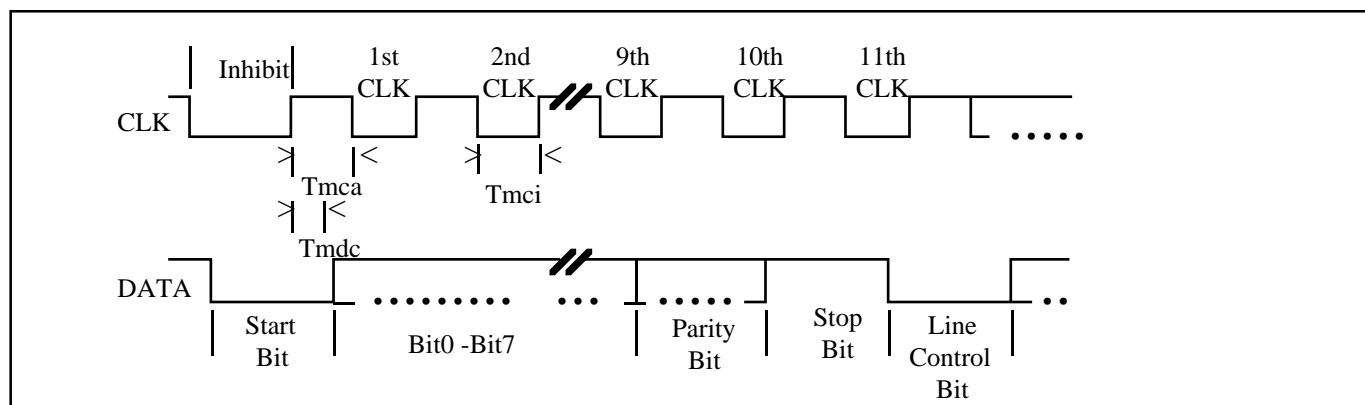 Inhibit
1st
CLK
2nd
CLK
9th
CLK
10th
CLK
11th
CLK
CLK
Tmca
Tmci
Tmdc
DATA
Start
Bit
Bit0 -Bit7
Parity
Bit
Stop
Bit
Line
Control
Bit